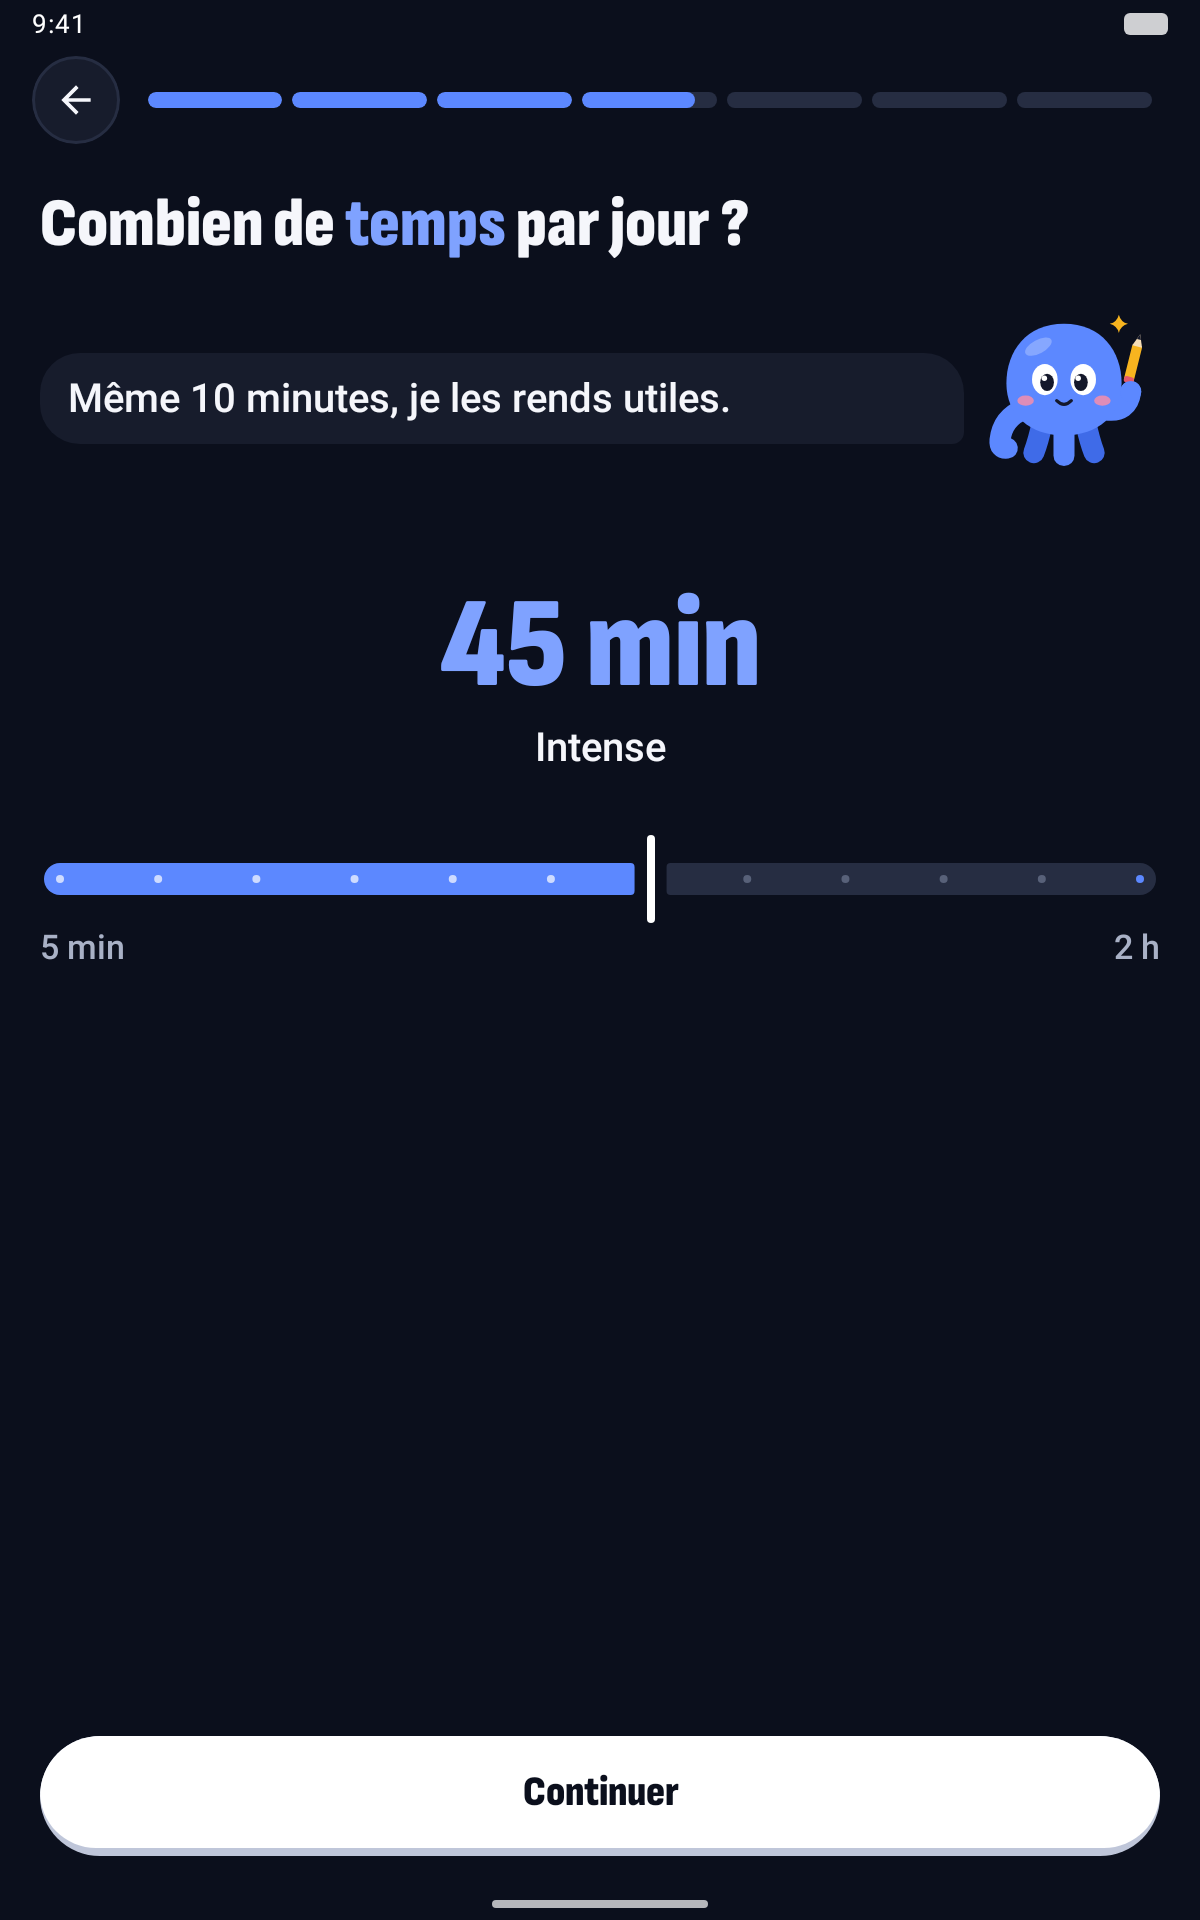 9:41
Combien de temps par jour ?
Même 10 minutes, je les rends utiles.
45 min
Intense
5 min
2 h
Continuer